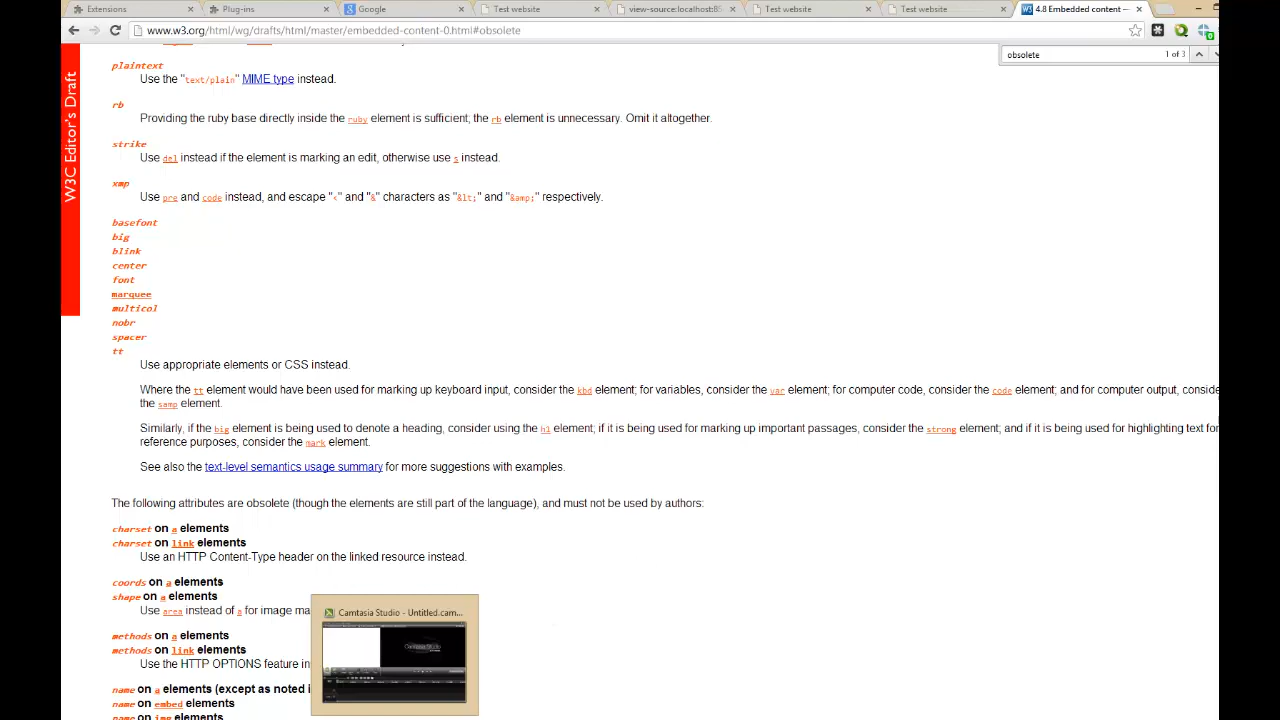 Extensions
Plug-ins
Google
Test website
view-source:localhost:85
Test website
Test website
4.8 Embedded content —
www.w3.org/html/wg/drafts/html/master/embedded-content-0.html#obsolete
obsolete
1 of 3
W3C Editor's Draft
plaintext
Use the "text/plain" MIME type instead.
rb
Providing the ruby base directly inside the ruby element is sufficient; the rb element is unnecessary. Omit it altogether.
strike
Use del instead if the element is marking an edit, otherwise use s instead.
xmp
Use pre and code instead, and escape "<" and "&" characters as "&lt;" and "&amp;" respectively.
basefont
big
blink
center
font
marquee
multicol
nobr
spacer
tt
Use appropriate elements or CSS instead.
Where the tt element would have been used for marking up keyboard input, consider the kbd element; for variables, consider the var element; for computer code, consider the code element; and for computer output, conside
the samp element.
Similarly, if the big element is being used to denote a heading, consider using the h1 element; if it is being used for marking up important passages, consider the strong element; and if it is being used for highlighting text for
reference purposes, consider the mark element.
See also the text-level semantics usage summary for more suggestions with examples.
The following attributes are obsolete (though the elements are still part of the language), and must not be used by authors:
charset on a elements
charset on link elements
Use an HTTP Content-Type header on the linked resource instead.
coords on a elements
shape on a elements
Use area instead of a for image ma
methods on a elements
methods on link elements
Use the HTTP OPTIONS feature in
name on a elements (except as noted
name on embed elements
name on img elements
Camtasia Studio - Untitled.cam...